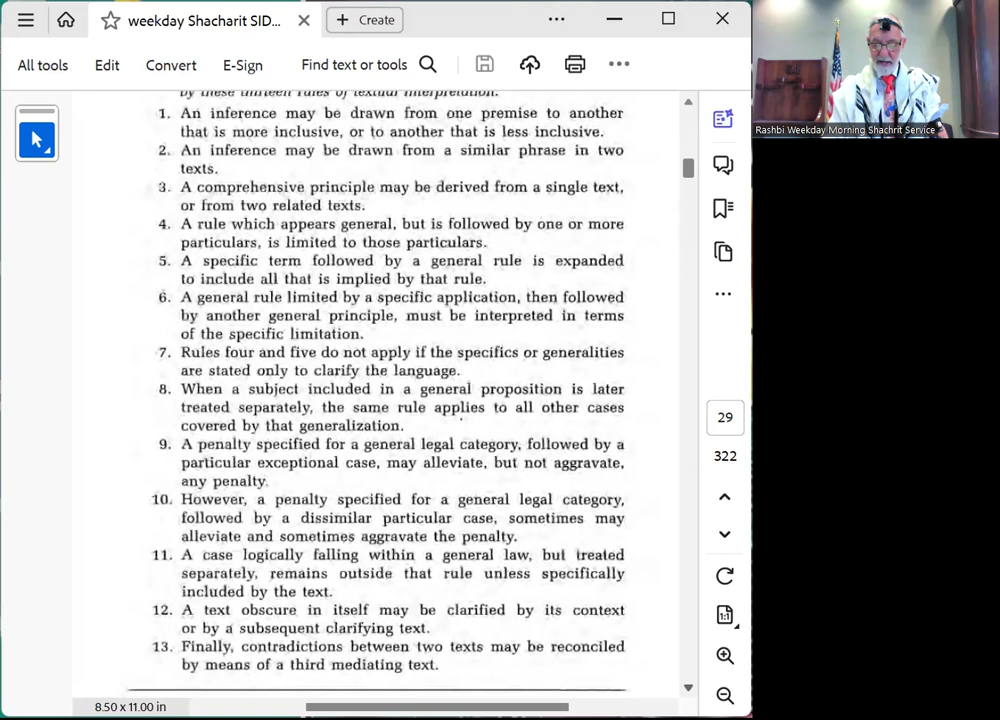 weekday Shacharit SID...
Create
All tools
Edit
Convert
E-Sign
Find text or tools
by these thirteen rules of textual interpretation.
1. An inference may be drawn from one premise to another
that is more inclusive, or to another that is less inclusive.
2. An inference may be drawn from a similar phrase in two
texts.
3. A comprehensive principle may be derived from a single text,
or from two related texts.
4. A rule which appears general, but is followed by one or more
particulars, is limited to those particulars.
5. A specific term followed by a general rule is expanded
to include all that is implied by that rule.
6. A general rule limited by a specific application, then followed
by another general principle, must be interpreted in terms
of the specific limitation.
7. Rules four and five do not apply if the specifics or generalities
are stated only to clarify the language.
8. When a subject included in a general proposition is later
treated separately, the same rule applies to all other cases
covered by that generalization.
9. A penalty specified for a general legal category, followed by a
particular exceptional case, may alleviate, but not aggravate,
any penalty.
10. However, a penalty specified for a general legal category,
followed by a dissimilar particular case, sometimes may
alleviate and sometimes aggravate the penalty.
11. A case logically falling within a general law, but treated
separately, remains outside that rule unless specifically
included by the text.
12. A text obscure in itself may be clarified by its context
or by a subsequent clarifying text.
13. Finally, contradictions between two texts may be reconciled
by means of a third mediating text.
8.50 x 11.00 in
29
322
1:1
Rashbi Weekday Morning Shachrit Service